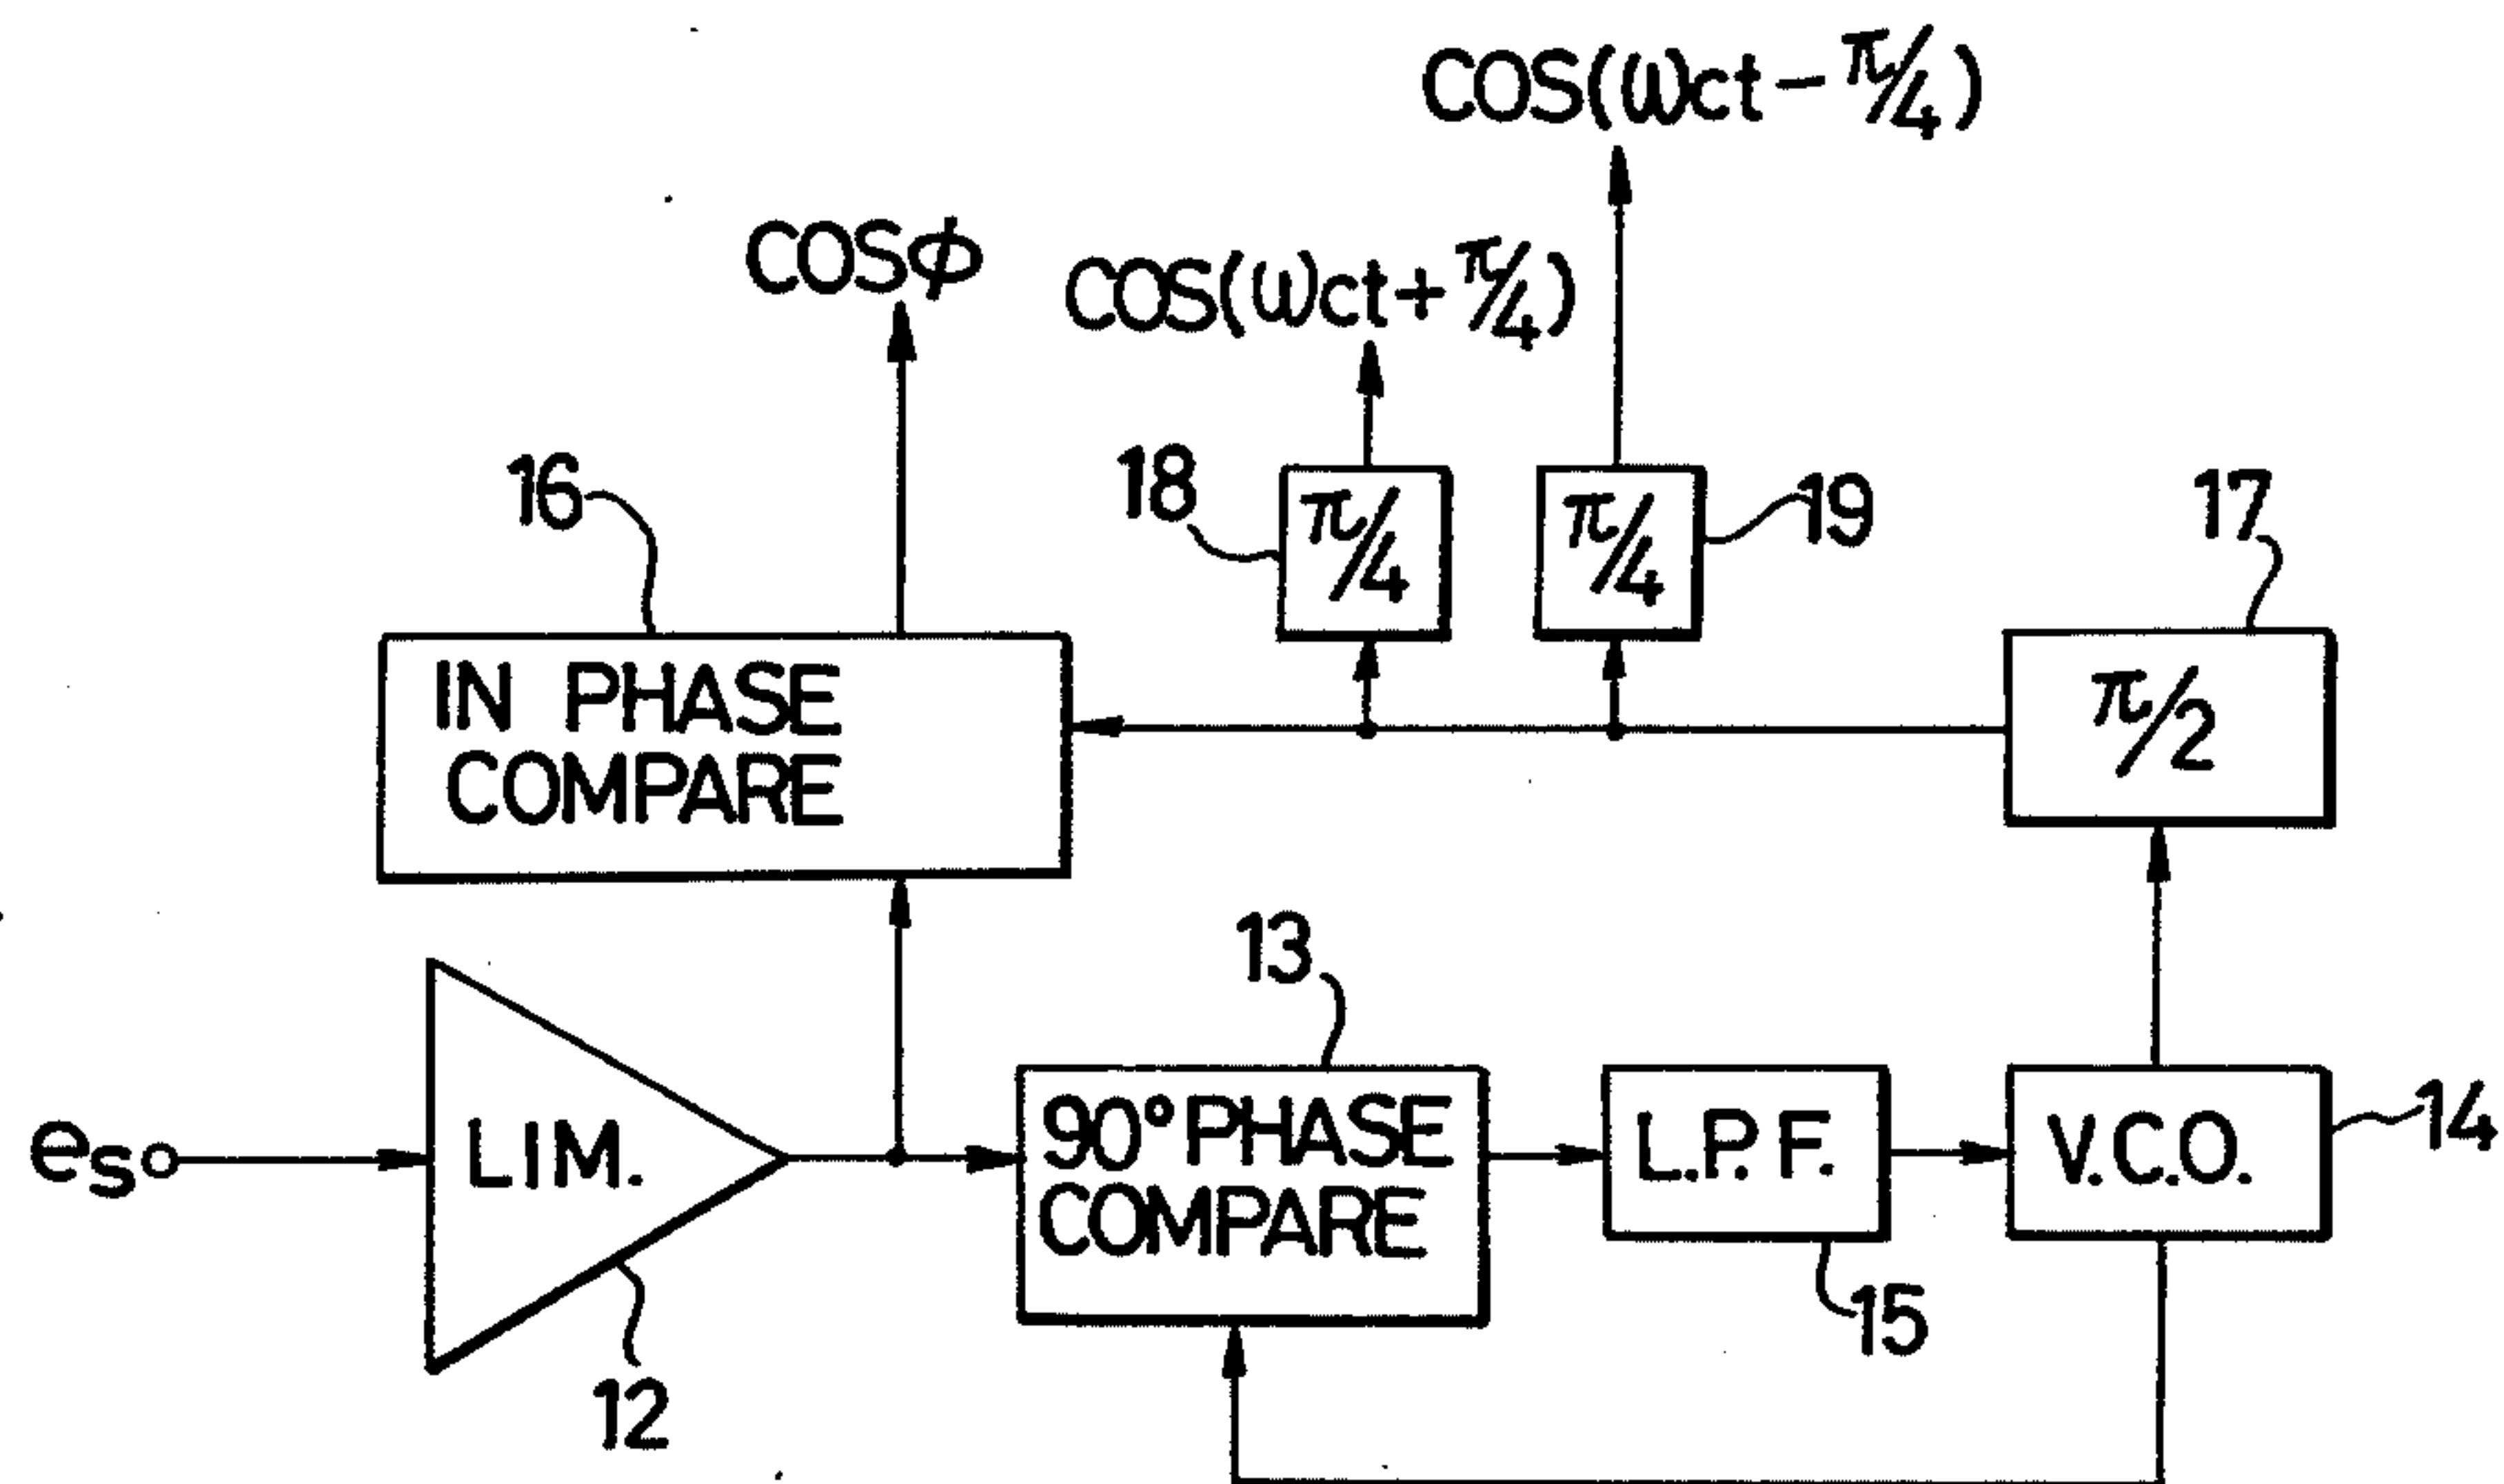 COS(ωct-π/4)
COSφ
COS(ωct+π/4)
16
18
π/4
π/4
19
17
IN PHASE
COMPARE
π/2
13
es
LIM.
90° PHASE
COMPARE
L.P.F.
V.C.O.
14
15
12